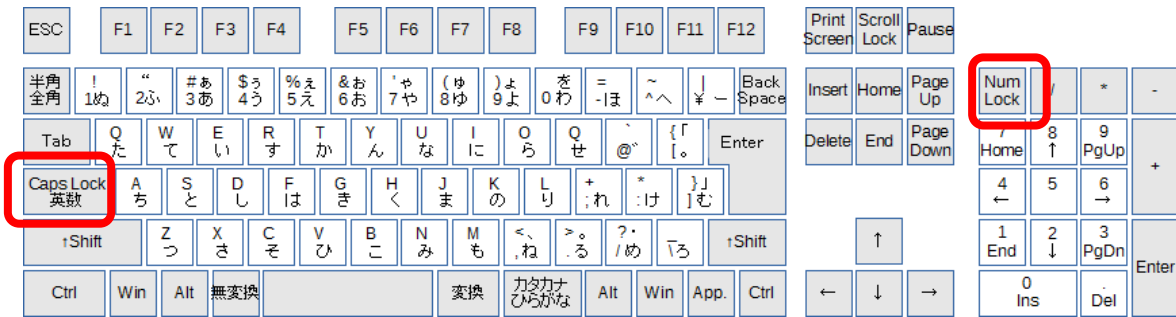 ESC F1 F2 F3 F4 F5 F6 F7 F8 F9 F10 F11 F12 Print Screen Scroll Lock Pause
半角 ! “ #ぁ $ぅ %ぇ &ぉ 'ゃ (ゅ )ょ を = ~ | Back Insert Home Page Num / * -
全角 1ぬ 2ふ 3あ 4う 5え 6お 7や 8ゆ 9よ 0わ -ほ ^へ ¥ー Space Up Lock
Tab Q W E R T Y U I O Q ` {「 Enter Delete End Page 7 8 9 +
た て い す か ん な に ら せ @゛ [。 Down Home ↑ PgUp
Caps Lock A S D F G H J K L + * }」 4 5 6
英数 ち と し は き く ま の り ;れ :け ]む ← →
↑Shift Z X C V B N M <、 >。 ?・ _ ↑Shift ↑ 1 2 3 Enter
つ さ そ ひ こ み も ,ね .る /め \ろ End ↓ PgDn
Ctrl Win Alt 無変換 変換 カタカナ Alt Win App. Ctrl ← ↓ → 0 .
ひらがな Ins Del